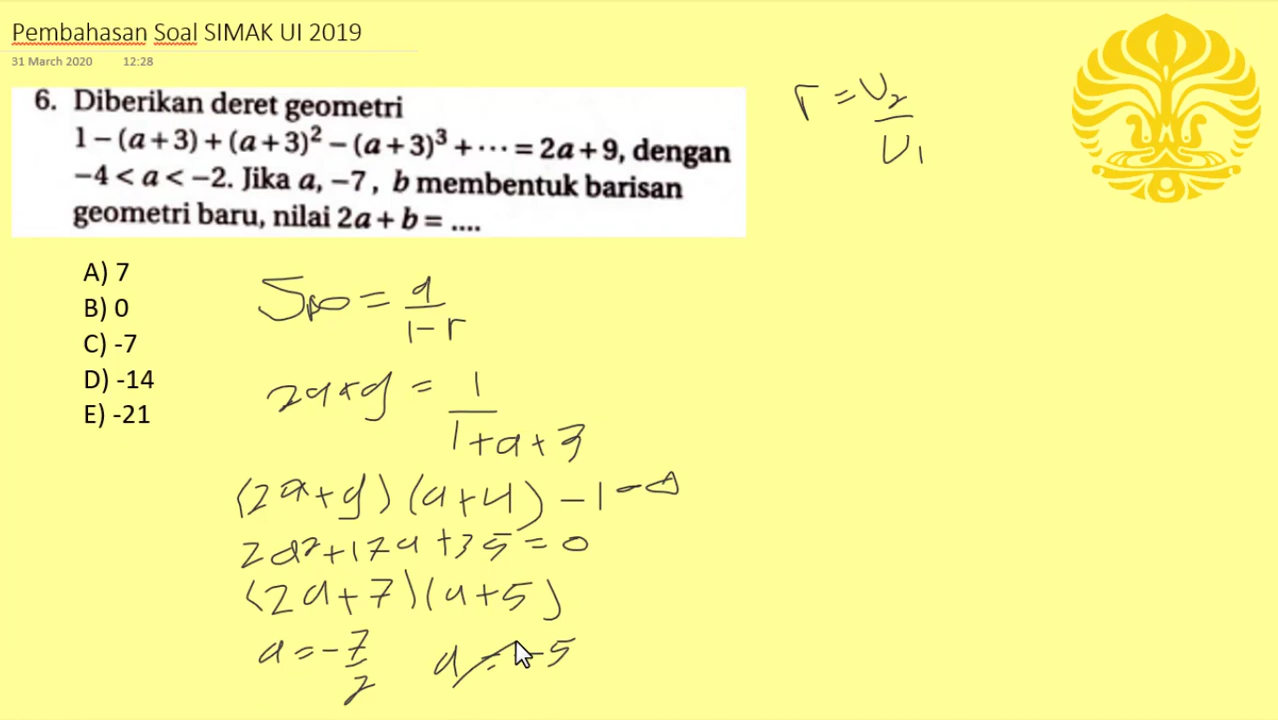 Pembahasan Soal SIMAK UI 2019
31 March 2020 12:28
6. Diberikan deret geometri
1 − (a + 3) + (a + 3)² − (a + 3)³ + ⋯ = 2a + 9, dengan
−4 < a < −2. Jika a, −7, b membentuk barisan
geometri baru, nilai 2a + b = ....
A) 7
B) 0
C) -7
D) -14
E) -21
r = U₂/U₁
S∞ = a/(1-r)
2a+9 = 1/(1+a+3)
(2a+9)(a+4) -1 = 0
2a²+17a+35=0
(2a+7)(a+5)
a = -7/2 a = -5